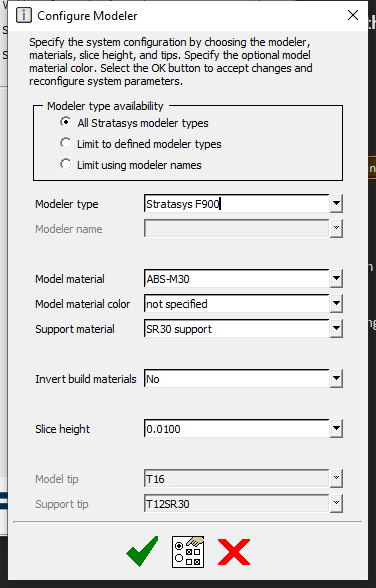 Configure Modeler
Specify the system configuration by choosing the modeler,
materials, slice height, and tips. Specify the optional model
material color. Select the OK button to accept changes and
reconfigure system parameters.
Modeler type availability
All Stratasys modeler types
Limit to defined modeler types
Limit using modeler names
Modeler type Stratasys F900
Modeler name
Model material ABS-M30
Model material color not specified
Support material SR30 support
Invert build materials No
Slice height 0.0100
Model tip T16
Support tip T12SR30